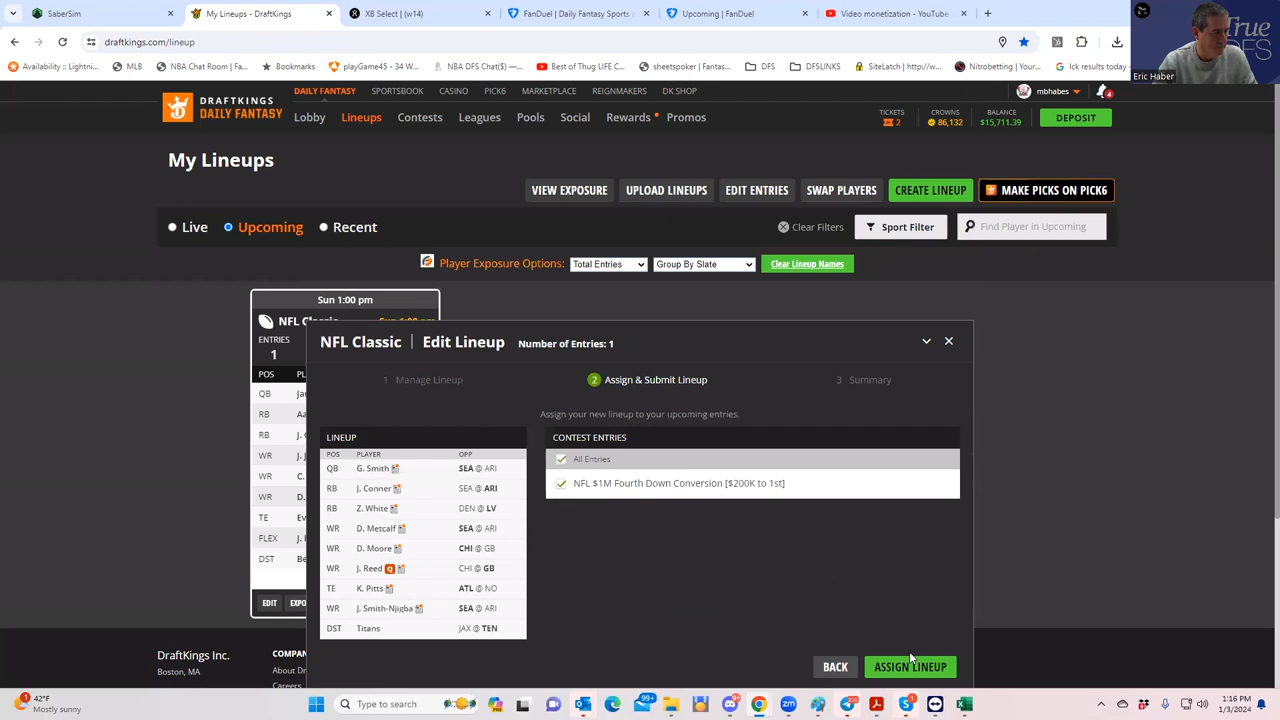 SaberSim
My Lineups - DraftKings
XB Select | (w14)
FanDuel | Daily Fantasy Sports
Upcoming | FanDuel
Video monetization - YouTube
draftkings.com/lineup
True
DFS
Eric Haber
Availability :: Lightni...
MLB
NBA Chat Room / Fa...
Bookmarks
playGame45 - 34 W...
NBA DFS Chat($) —...
Best of Thug LIFE C...
sheetspoker / Share...
DFS
DFSLINKS
SiteLatch | http://w...
Nitrobetting | Your...
Ick results today
DRAFTKINGS
DAILY FANTASY
DAILY FANTASY SPORTSBOOK CASINO PICK6 MARKETPLACE REIGNMAKERS DK SHOP
mbhabes
4
Lobby Lineups Contests Leagues Pools Social Rewards Promos
TICKETS
2
CROWNS
86,132
BALANCE
$15,711.39
DEPOSIT
My Lineups
VIEW EXPOSURE
UPLOAD LINEUPS
EDIT ENTRIES
SWAP PLAYERS
CREATE LINEUP
MAKE PICKS ON PICK6
Live
Upcoming
Recent
Clear Filters
Sport Filter
Find Player in Upcoming
Player Exposure Options:
Total Entries
Group By Slate
Clear Lineup Names
Sun 1:00 pm
ENTRIES
1
POS
QB
RB
RB
WR
WR
WR
TE
FLEX
DST
EDIT
NFL Classic | Edit Lineup Number of Entries: 1
1 Manage Lineup
2 Assign & Submit Lineup
3 Summary
Assign your new lineup to your upcoming entries.
LINEUP
POS PLAYER OPP
QB G. Smith SEA @ ARI
RB J. Conner SEA @ ARI
RB Z. White DEN @ LV
WR D. Metcalf SEA @ ARI
WR D. Moore CHI @ GB
WR J. Reed Q CHI @ GB
TE K. Pitts ATL @ NO
WR J. Smith-Njigba SEA @ ARI
DST Titans JAX @ TEN
CONTEST ENTRIES
All Entries
NFL $1M Fourth Down Conversion [$200K to 1st]
BACK
ASSIGN LINEUP
DraftKings Inc.
Boston, MA
42°F
Mostly sunny
Type here to search
99+
1:16 PM
1/3/2024